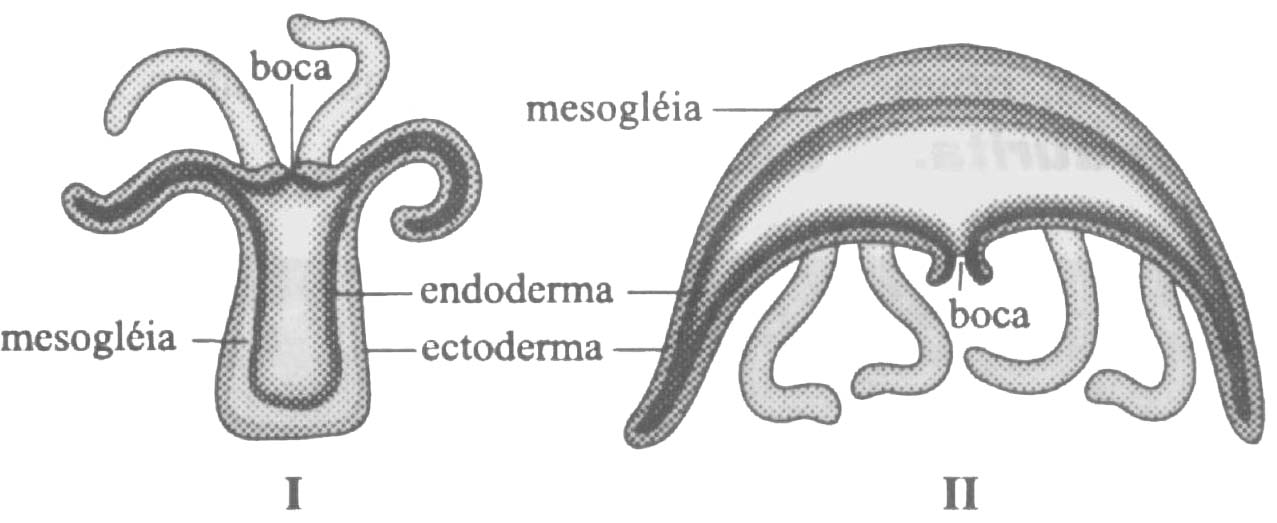 boca
mesogléia
endoderma
mesogléia
ectoderma
boca
I
II